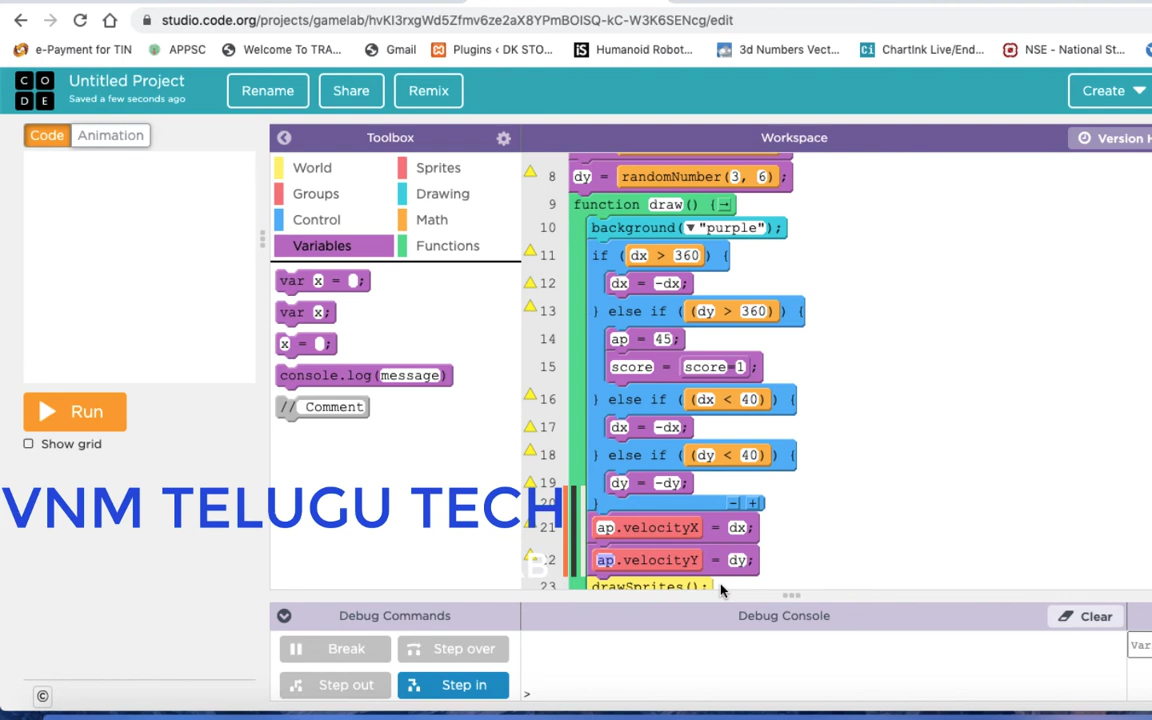 studio.code.org/projects/gamelab/hvKI3rxgWd5Zfmv6ze2aX8YPmBOISQ-kC-W3K6SENcg/edit
e-Payment for TIN APPSC Welcome To TRA... Gmail Plugins ‹ DK STO... Humanoid Robot... 3d Numbers Vect... ChartInk Live/End... NSE - National St...
CODE
Untitled Project
Saved a few seconds ago
Rename Share Remix Create
Code Animation
Toolbox
Workspace
Version H
World Sprites
Groups Drawing
Control Math
Variables Functions
var x = ;
var x;
x = ;
console.log(message)
// Comment
8 dy = randomNumber(3, 6);
9 function draw() {
10 background("purple");
11 if (dx > 360) {
12 dx = -dx;
13 } else if ((dy > 360)) {
14 ap = 45;
15 score = score=1;
16 } else if ((dx < 40)) {
17 dx = -dx;
18 } else if ((dy < 40)) {
19 dy = -dy;
20 } - +
21 ap.velocityX = dx;
22 ap.velocityY = dy;
23 drawSprites();
Run
Show grid
VNM TELUGU TECH
B
Debug Commands
Debug Console
Clear
Break Step over
Step out Step in
>
Var
©